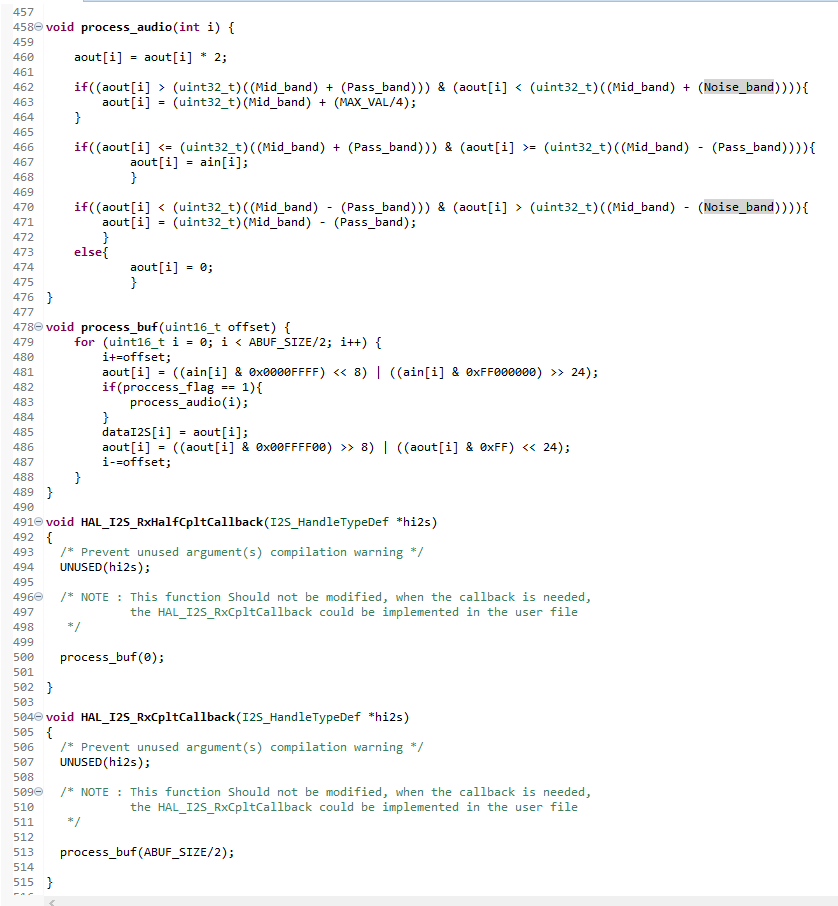 457
458 void process_audio(int i) {
459
460     aout[i] = aout[i] * 2;
461
462     if((aout[i] > (uint32_t)((Mid_band) + (Pass_band))) & (aout[i] < (uint32_t)((Mid_band) + (Noise_band)))){
463         aout[i] = (uint32_t)(Mid_band) + (MAX_VAL/4);
464     }
465
466     if((aout[i] <= (uint32_t)((Mid_band) + (Pass_band))) & (aout[i] >= (uint32_t)((Mid_band) - (Pass_band)))){
467             aout[i] = ain[i];
468             }
469
470     if((aout[i] < (uint32_t)((Mid_band) - (Pass_band))) & (aout[i] > (uint32_t)((Mid_band) - (Noise_band)))){
471         aout[i] = (uint32_t)(Mid_band) - (Pass_band);
472         }
473     else{
474             aout[i] = 0;
475             }
476 }
477
478 void process_buf(uint16_t offset) {
479     for (uint16_t i = 0; i < ABUF_SIZE/2; i++) {
480         i+=offset;
481         aout[i] = ((ain[i] & 0x0000FFFF) << 8) | ((ain[i] & 0xFF000000) >> 24);
482         if(proccess_flag == 1){
483             process_audio(i);
484         }
485         dataI2S[i] = aout[i];
486         aout[i] = ((aout[i] & 0x00FFFF00) >> 8) | ((aout[i] & 0xFF) << 24);
487         i-=offset;
488     }
489 }
490
491 void HAL_I2S_RxHalfCpltCallback(I2S_HandleTypeDef *hi2s)
492 {
493   /* Prevent unused argument(s) compilation warning */
494   UNUSED(hi2s);
495
496   /* NOTE : This function Should not be modified, when the callback is needed,
497             the HAL_I2S_RxCpltCallback could be implemented in the user file
498    */
499
500   process_buf(0);
501
502 }
503
504 void HAL_I2S_RxCpltCallback(I2S_HandleTypeDef *hi2s)
505 {
506   /* Prevent unused argument(s) compilation warning */
507   UNUSED(hi2s);
508
509   /* NOTE : This function Should not be modified, when the callback is needed,
510             the HAL_I2S_RxCpltCallback could be implemented in the user file
511    */
512
513   process_buf(ABUF_SIZE/2);
514
515 }